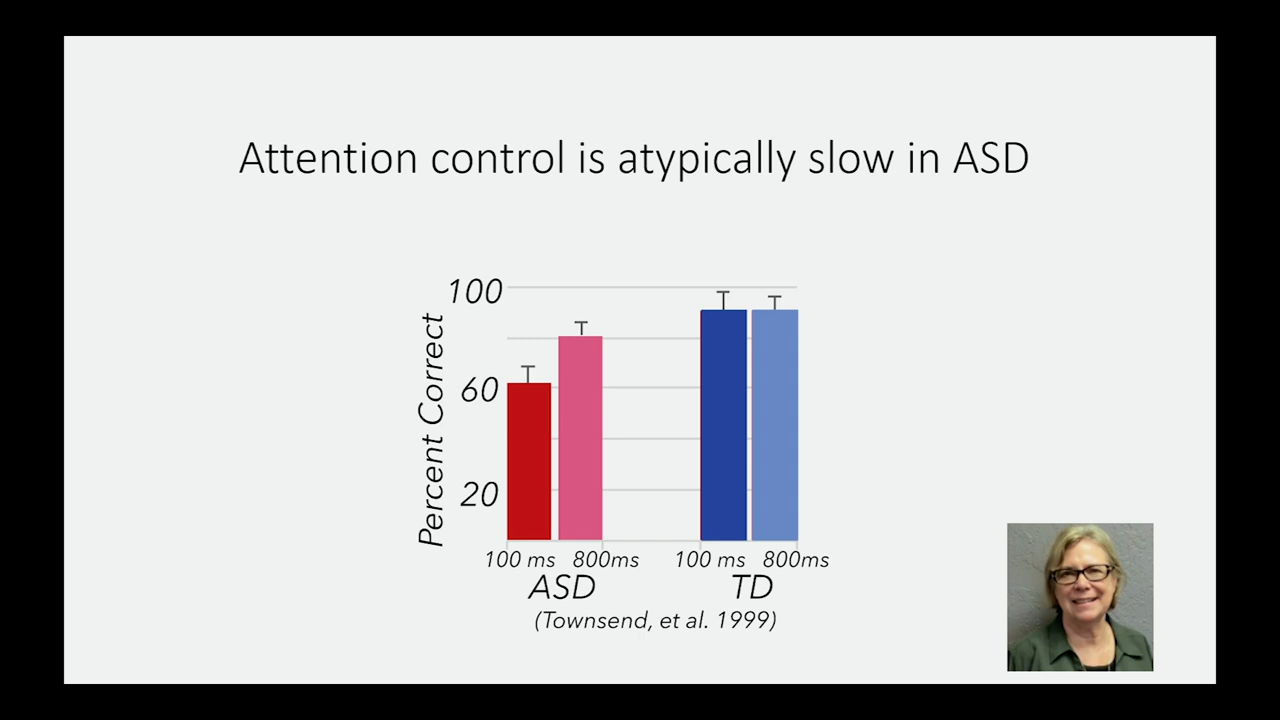 Attention control is atypically slow in ASD
100
60
20
Percent Correct
100 ms 800ms 100 ms 800ms
ASD TD
(Townsend, et al. 1999)